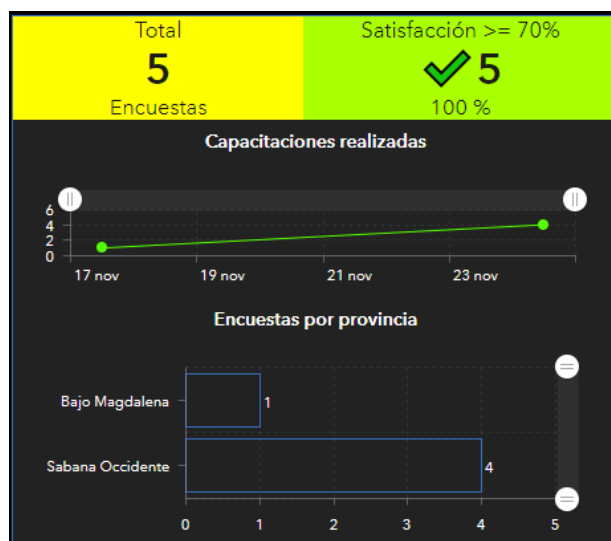 Total
5
Encuestas
Satisfacción >= 70%
5
100 %
Capacitaciones realizadas
6
4
2
0
17 nov
19 nov
21 nov
23 nov
Encuestas por provincia
Bajo Magdalena
1
Sabana Occidente
4
0
1
2
3
4
5